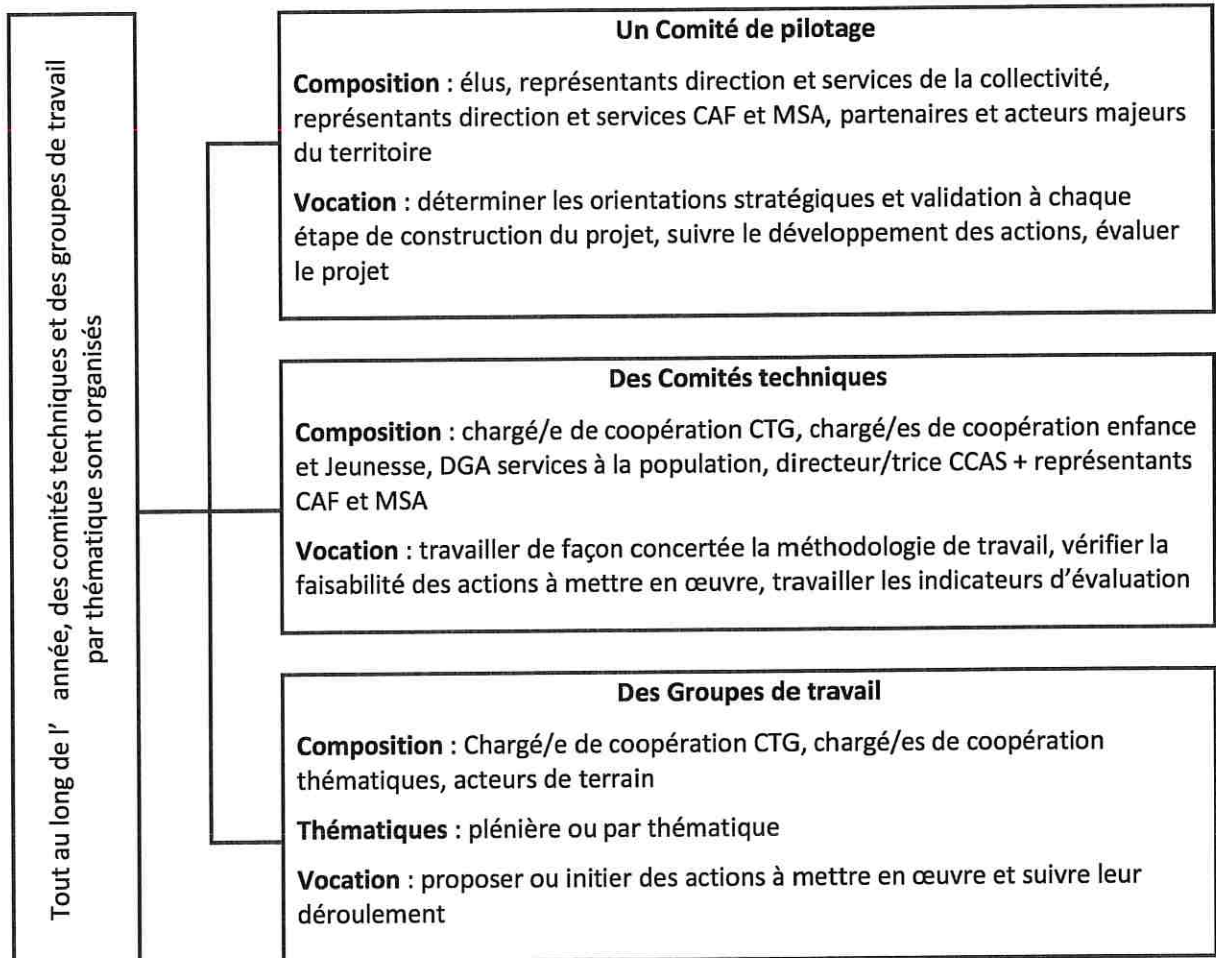 Tout au long de l' année, des comités techniques et des groupes de travail
par thématique sont organisés
Un Comité de pilotage
Composition : élus, représentants direction et services de la collectivité,
représentants direction et services CAF et MSA, partenaires et acteurs majeurs
du territoire
Vocation : déterminer les orientations stratégiques et validation à chaque
étape de construction du projet, suivre le développement des actions, évaluer
le projet
Des Comités techniques
Composition : chargé/e de coopération CTG, chargé/es de coopération enfance
et Jeunesse, DGA services à la population, directeur/trice CCAS + représentants
CAF et MSA
Vocation : travailler de façon concertée la méthodologie de travail, vérifier la
faisabilité des actions à mettre en œuvre, travailler les indicateurs d'évaluation
Des Groupes de travail
Composition : Chargé/e de coopération CTG, chargé/es de coopération
thématiques, acteurs de terrain
Thématiques : plénière ou par thématique
Vocation : proposer ou initier des actions à mettre en œuvre et suivre leur
déroulement